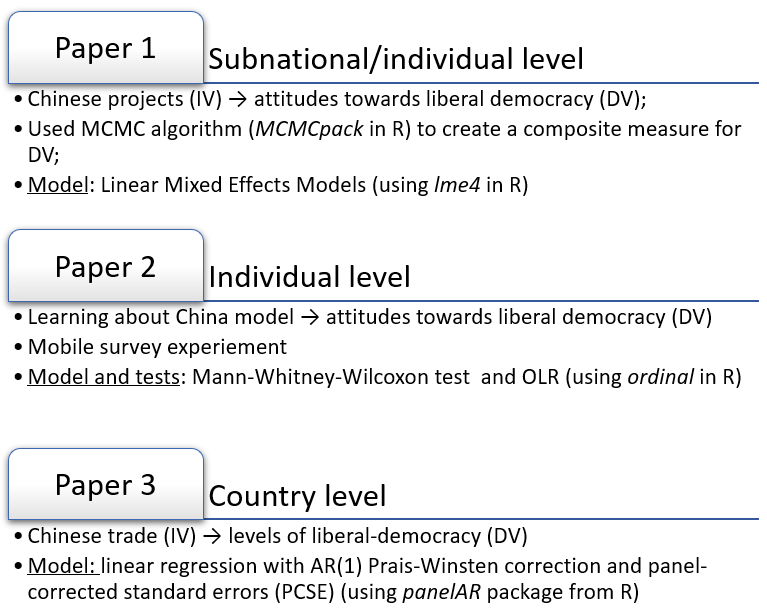 Paper 1
Subnational/individual level
• Chinese projects (IV) → attitudes towards liberal democracy (DV);
• Used MCMC algorithm (MCMCpack in R) to create a composite measure for
DV;
• Model: Linear Mixed Effects Models (using lme4 in R)
Paper 2
Individual level
• Learning about China model → attitudes towards liberal democracy (DV)
• Mobile survey experiement
• Model and tests: Mann-Whitney-Wilcoxon test  and OLR (using ordinal in R)
Paper 3
Country level
• Chinese trade (IV) → levels of liberal-democracy (DV)
• Model: linear regression with AR(1) Prais-Winsten correction and panel-
corrected standard errors (PCSE) (using panelAR package from R)